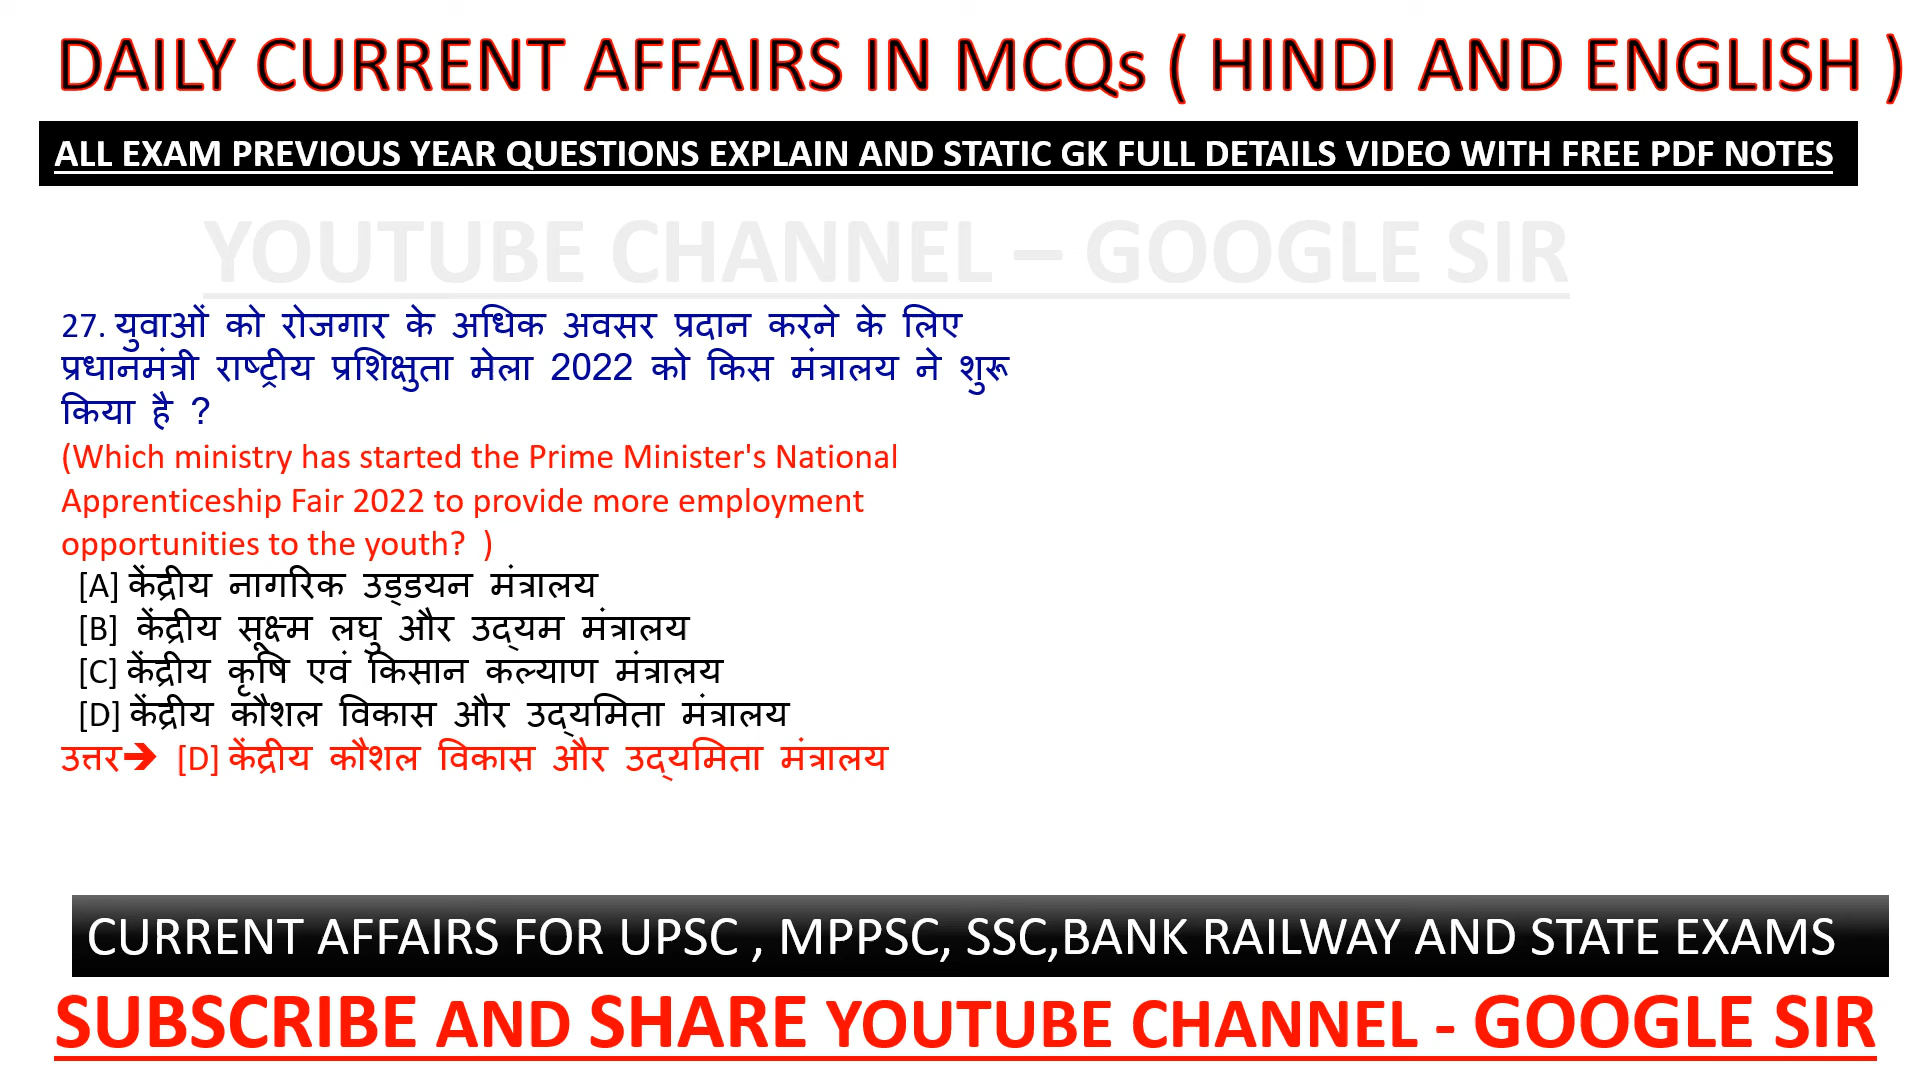 DAILY CURRENT AFFAIRS IN MCQs ( HINDI AND ENGLISH )
ALL EXAM PREVIOUS YEAR QUESTIONS EXPLAIN AND STATIC GK FULL DETAILS VIDEO WITH FREE PDF NOTES
YOUTUBE CHANNEL – GOOGLE SIR
27. युवाओं को रोजगार के अधिक अवसर प्रदान करने के लिए
प्रधानमंत्री राष्ट्रीय प्रशिक्षुता मेला 2022 को किस मंत्रालय ने शुरू
किया है ?
(Which ministry has started the Prime Minister's National
Apprenticeship Fair 2022 to provide more employment
opportunities to the youth? )
[A] केंद्रीय नागरिक उड्डयन मंत्रालय
[B] केंद्रीय सूक्ष्म लघु और उद्यम मंत्रालय
[C] केंद्रीय कृषि एवं किसान कल्याण मंत्रालय
[D] केंद्रीय कौशल विकास और उद्यमिता मंत्रालय
उत्तर➔ [D] केंद्रीय कौशल विकास और उद्यमिता मंत्रालय
CURRENT AFFAIRS FOR UPSC , MPPSC, SSC,BANK RAILWAY AND STATE EXAMS
SUBSCRIBE AND SHARE YOUTUBE CHANNEL - GOOGLE SIR